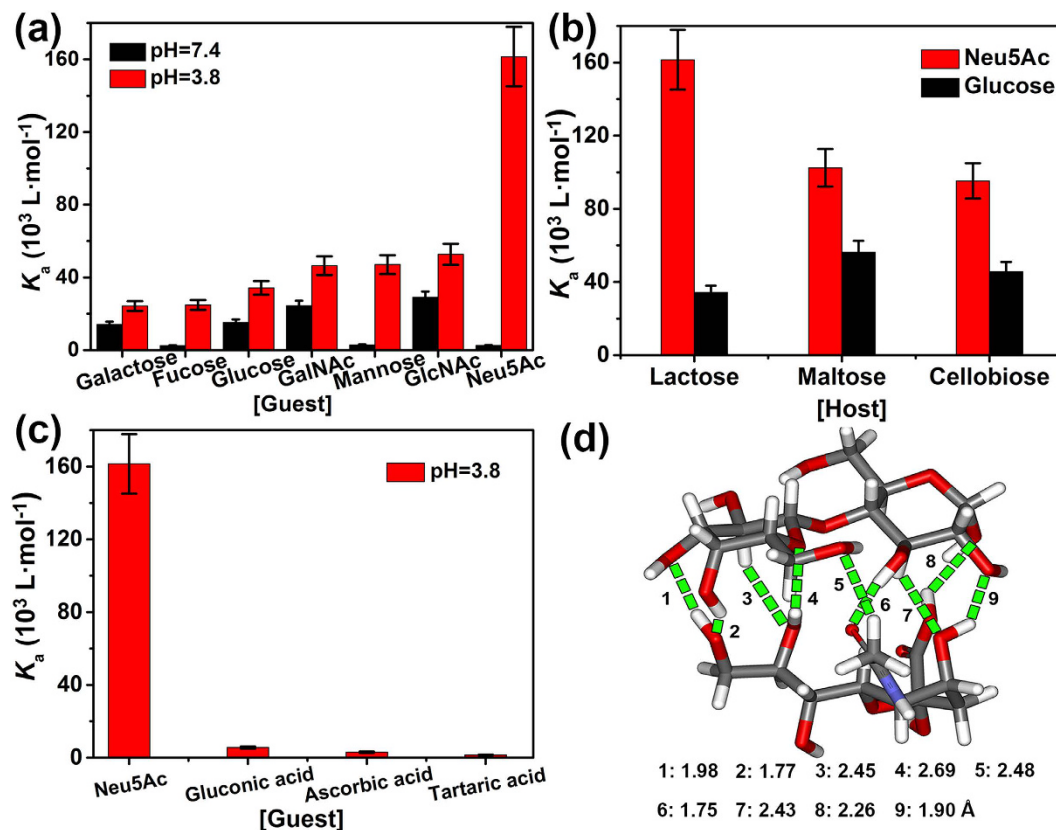 (a)
pH=7.4
pH=3.8
Kₐ (10³ L·mol⁻¹)
160
120
80
40
0
Galactose
Fucose
Glucose
GalNAc
Mannose
GlcNAc
Neu5Ac
[Guest]
(b)
Neu5Ac
Glucose
Kₐ (10³ L·mol⁻¹)
160
120
80
40
0
Lactose Maltose Cellobiose
[Host]
(c)
pH=3.8
Kₐ (10³ L·mol⁻¹)
160
120
80
40
0
Neu5Ac
Gluconic acid
Ascorbic acid
Tartaric acid
[Guest]
(d)
1
2
3
4
5
6
7
8
9
1: 1.98 2: 1.77 3: 2.45 4: 2.69 5: 2.48
6: 1.75 7: 2.43 8: 2.26 9: 1.90 Å